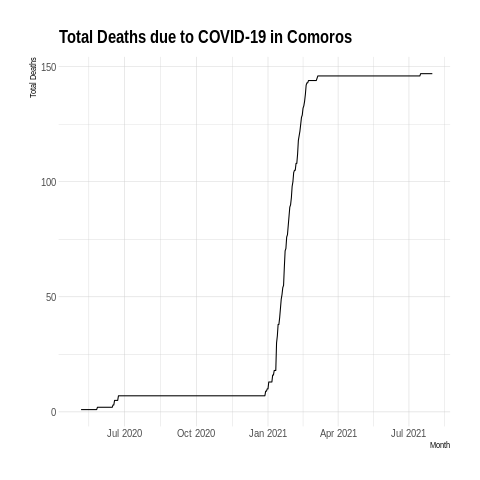 Total Deaths due to COVID-19 in Comoros
Total Deaths
150
100
50
0
Jul 2020 Oct 2020 Jan 2021 Apr 2021 Jul 2021
Month